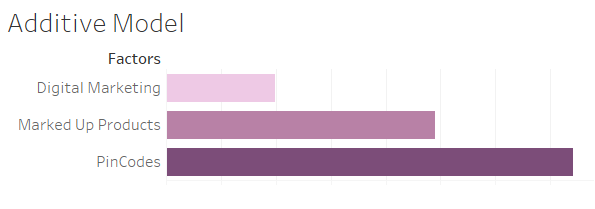 Additive Model
Factors
Digital Marketing
Marked Up Products
PinCodes